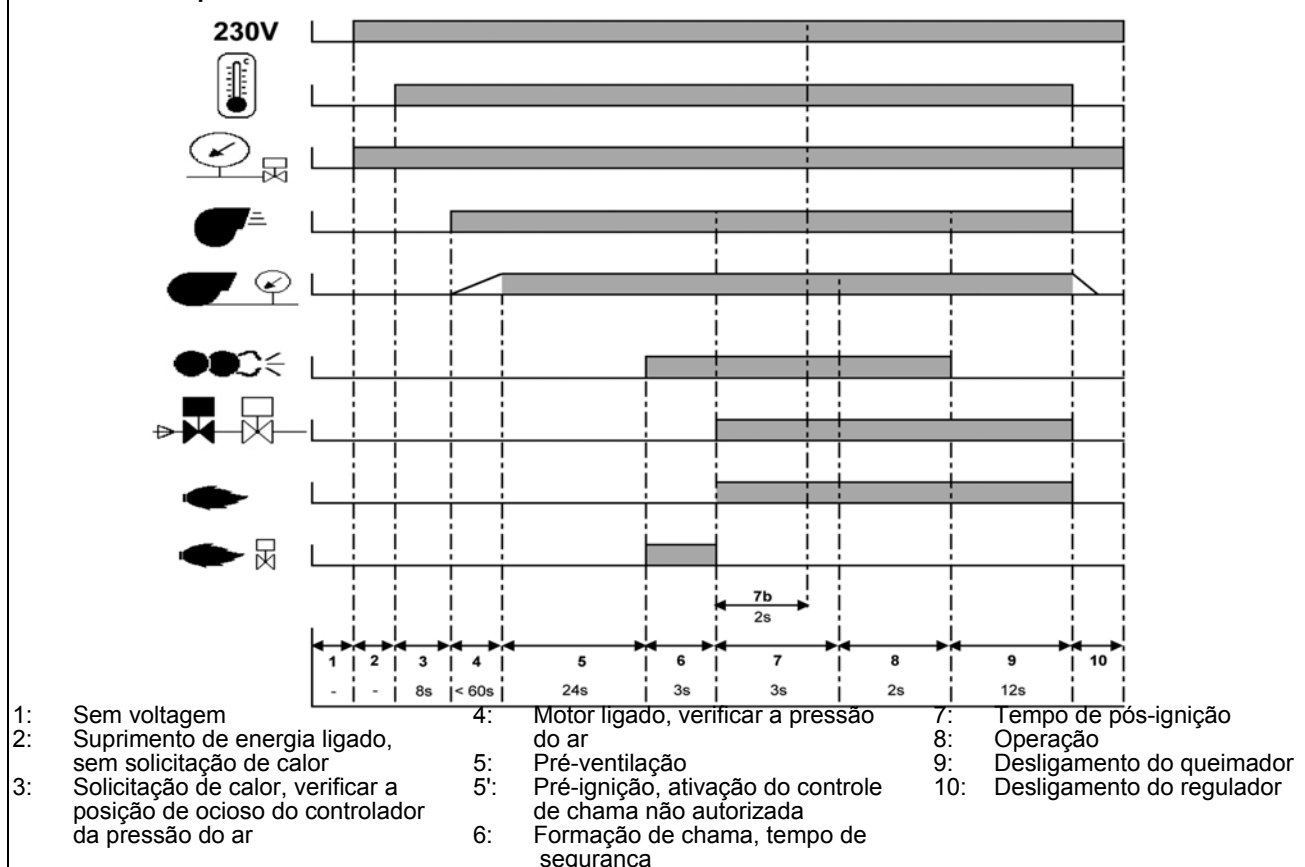 230V
c
7b
2s
1 2 3 4 5 6 7 8 9 10
- - 8s < 60s 24s 3s 3s 2s 12s
1: Sem voltagem
2: Suprimento de energia ligado,
sem solicitação de calor
3: Solicitação de calor, verificar a
posição de ocioso do controlador
da pressão do ar
4: Motor ligado, verificar a pressão
do ar
5: Pré-ventilação
5': Pré-ignição, ativação do controle
de chama não autorizada
6: Formação de chama, tempo de
segurança
7: Tempo de pós-ignição
8: Operação
9: Desligamento do queimador
10: Desligamento do regulador